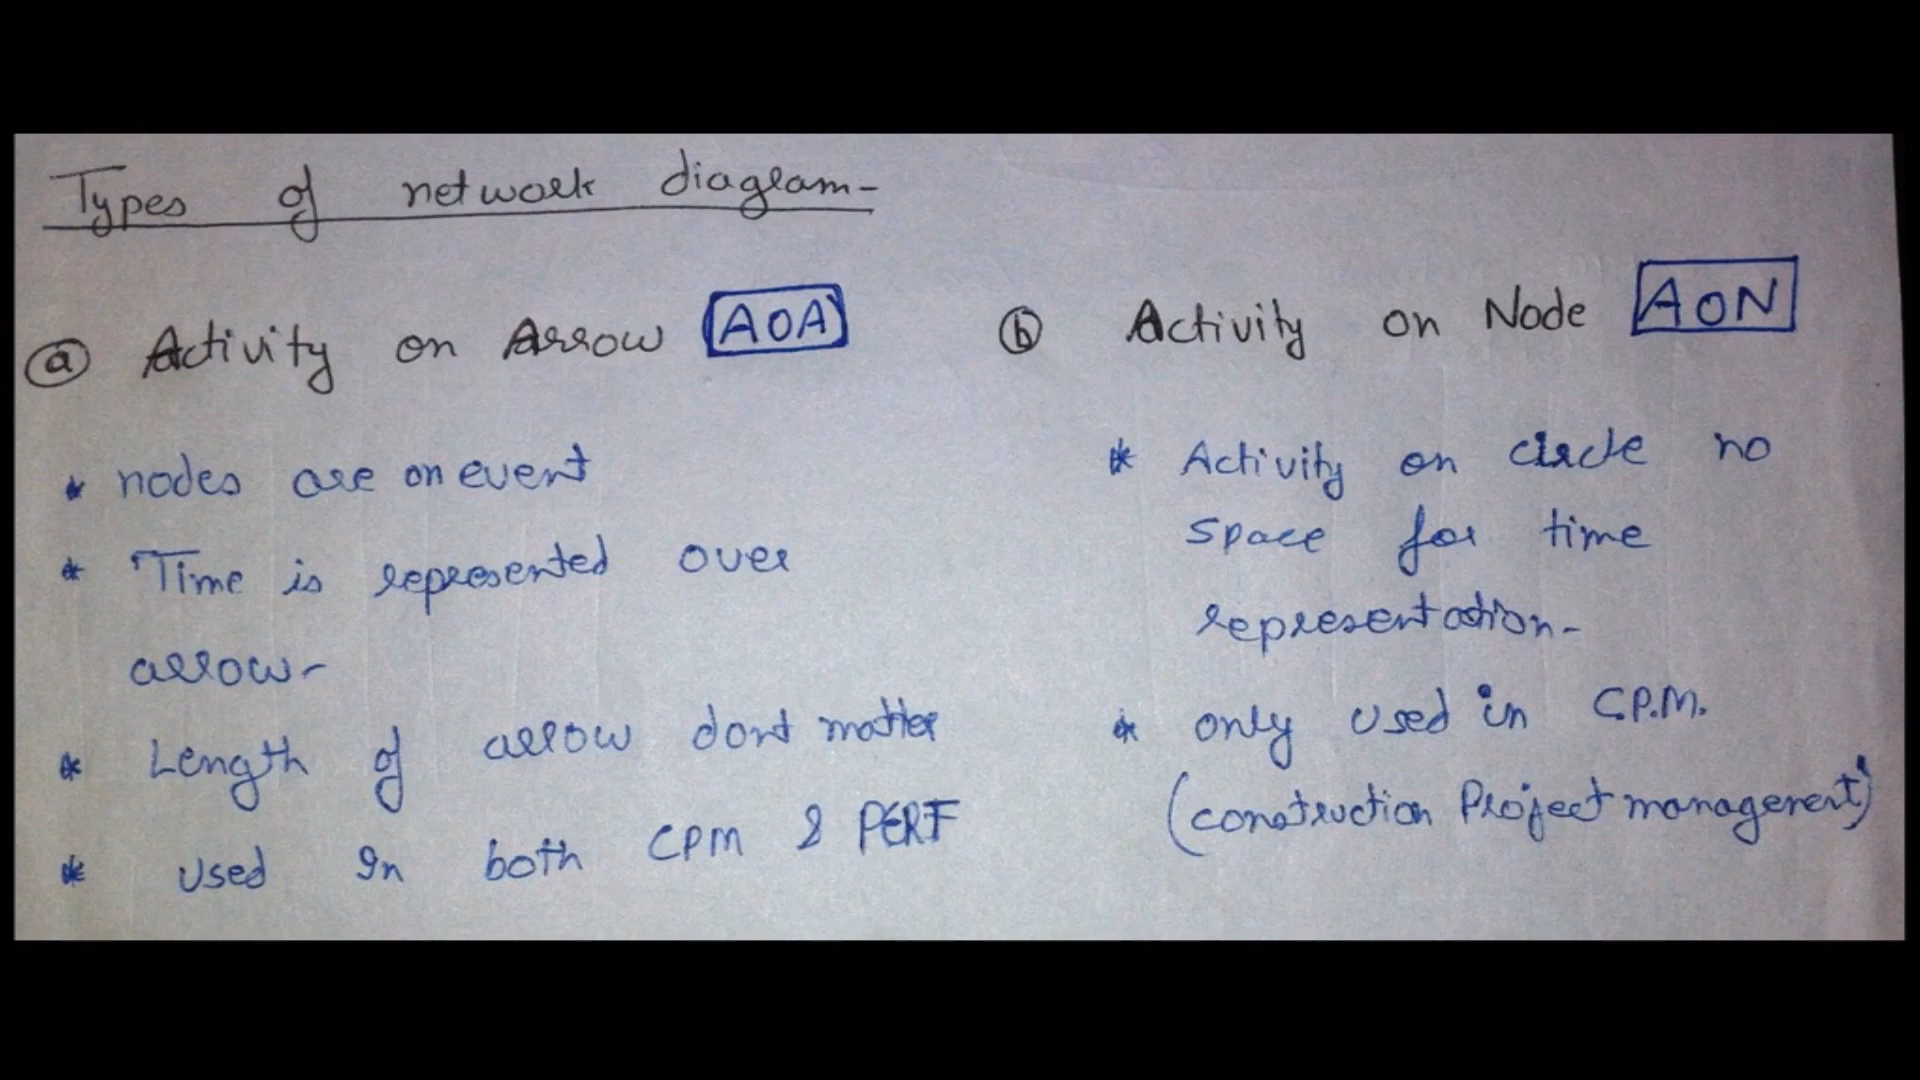 Types of network diagram-
(a) Activity on Arrow AOA
(b) Activity on Node AON
* nodes are on event
* Time is represented over
arrow-
* Length of arrow dont matter
* Used In both CPM & PERT
* Activity on circle no
space for time
representation-
* only used in C.P.M.
(construction Project management)